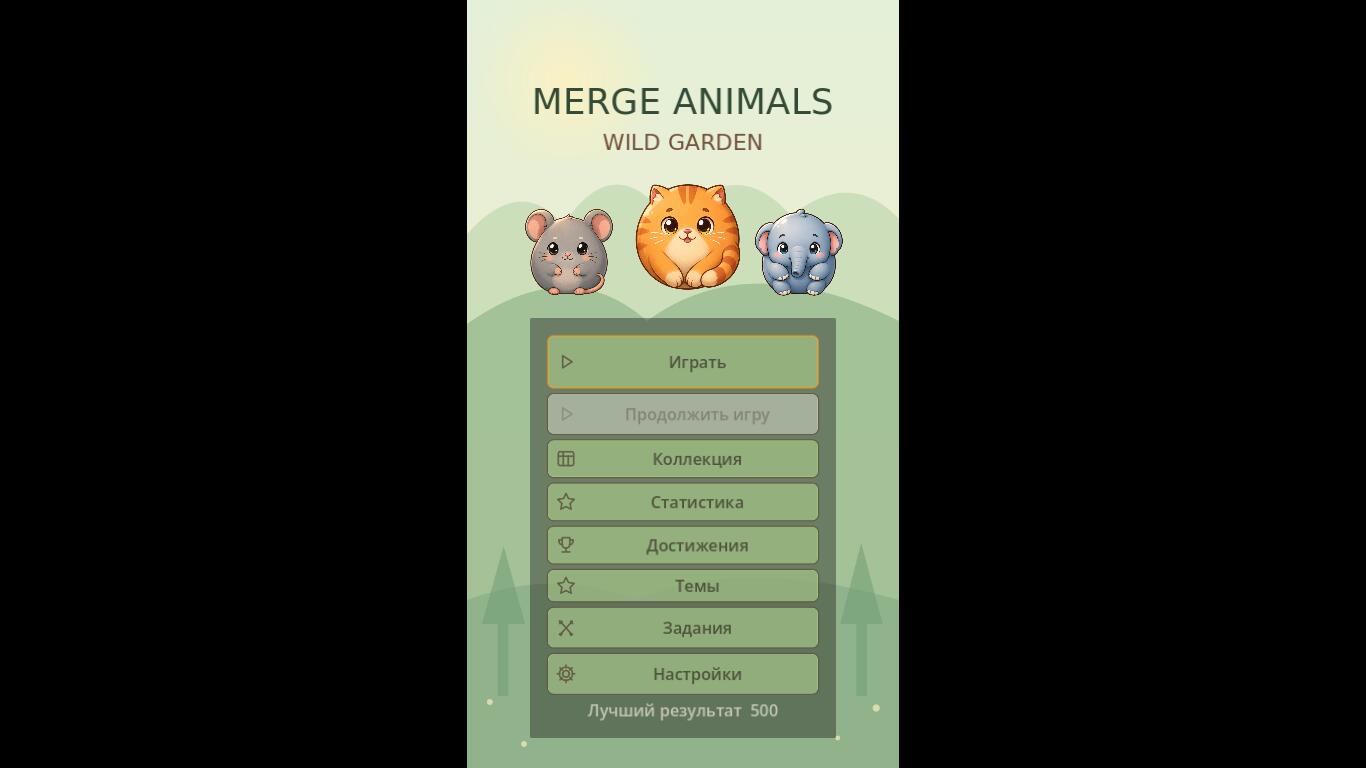 MERGE ANIMALS
WILD GARDEN
Играть
Продолжить игру
Коллекция
Статистика
Достижения
Темы
Задания
Настройки
Лучший результат 500